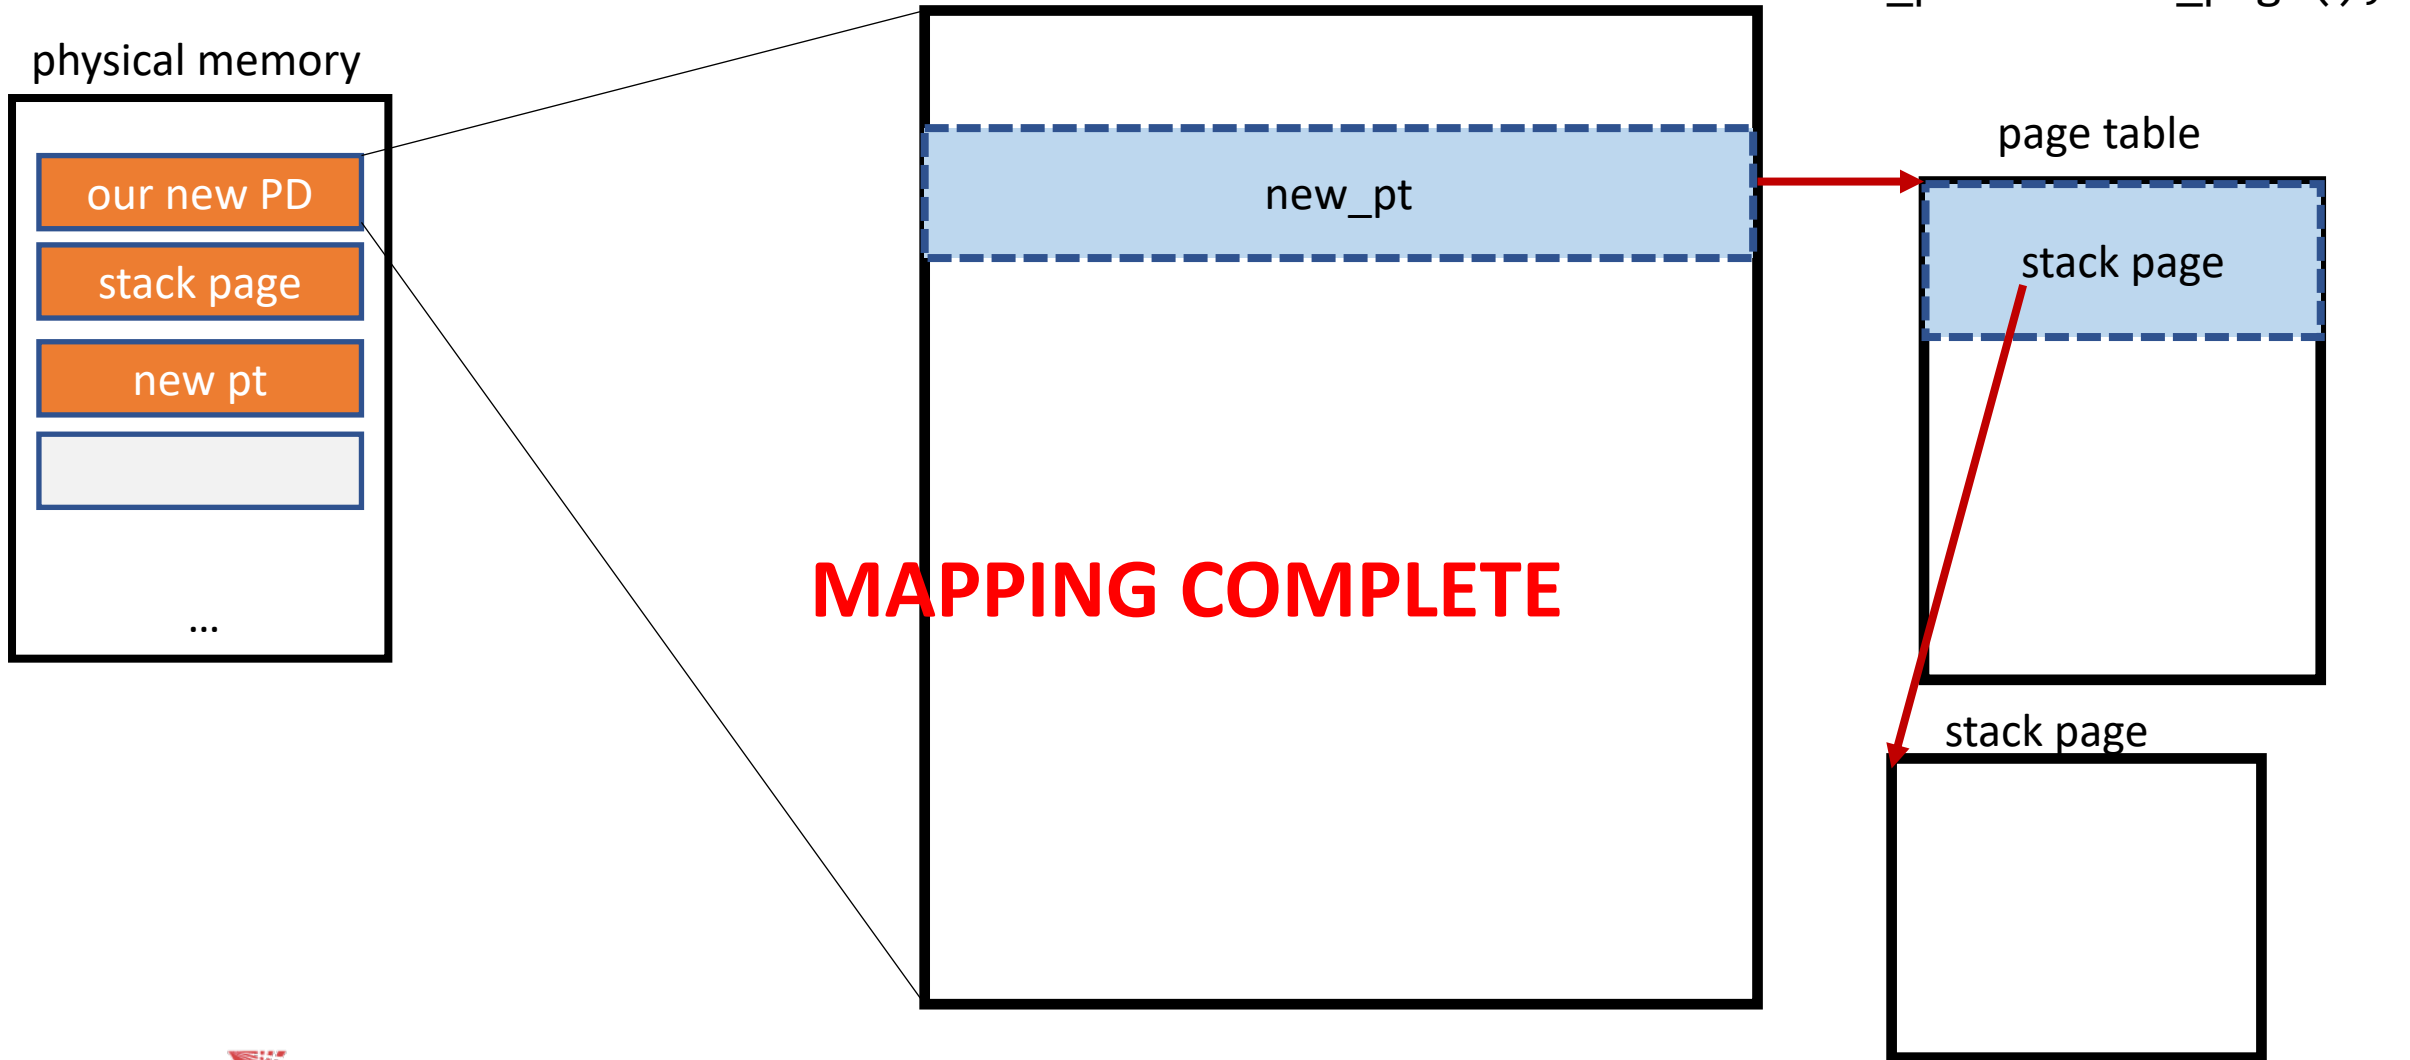 physical memory
our new PD
stack page
new pt
...
new_pt
MAPPING COMPLETE
page table
stack page
stack page